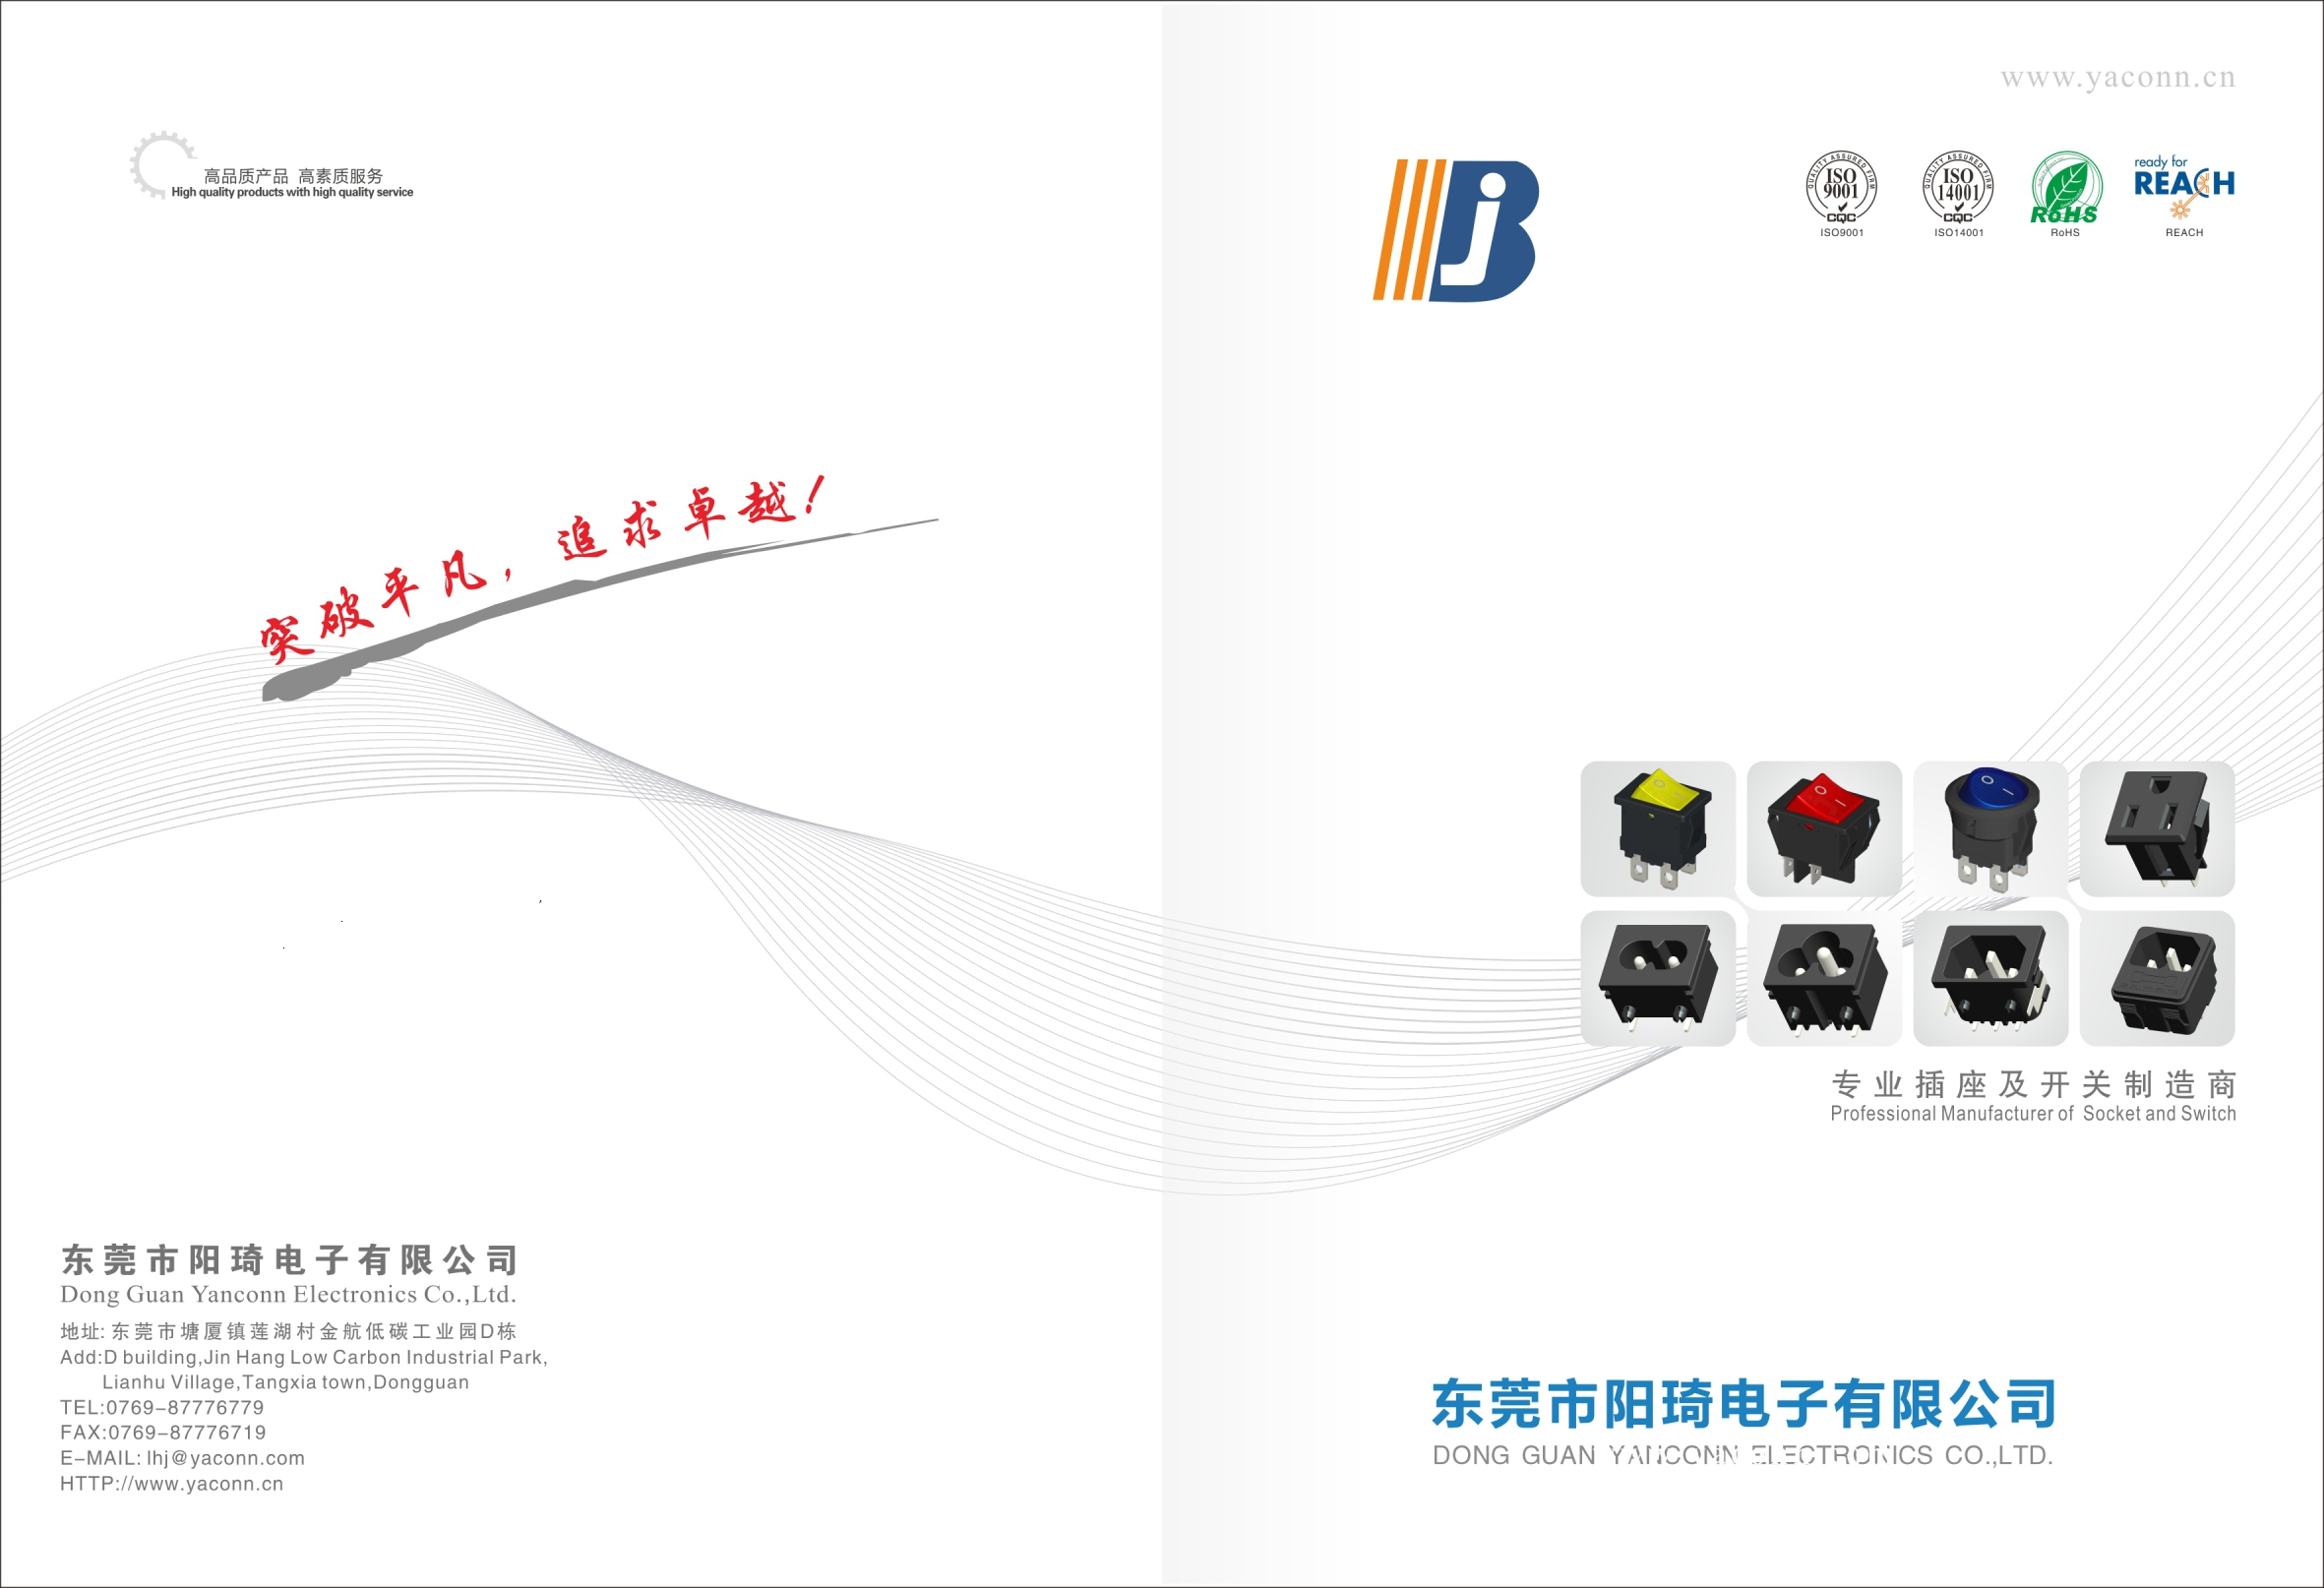 高品质产品 高素质服务
High quality products with high quality service
突破平凡，追求卓越！
东莞市阳琦电子有限公司
Dong Guan Yanconn Electronics Co.,Ltd.
地址: 东莞市塘厦镇莲湖村金航低碳工业园D栋
Add:D building,Jin Hang Low Carbon Industrial Park,
Lianhu Village,Tangxia town,Dongguan
TEL:0769-87776779
FAX:0769-87776719
E-MAIL: lhj@yaconn.com
HTTP://www.yaconn.cn
www.yaconn.cn
jB
QUALITY ASSURED FIRM
ISO
9001
CQC
ISO9001
QUALITY ASSURED FIRM
ISO
14001
CQC
ISO14001
RoHS
RoHS
ready for
REACH
REACH
专业插座及开关制造商
Professional Manufacturer of Socket and Switch
东莞市阳琦电子有限公司
DONG GUAN YANCONN ELECTRONICS CO.,LTD.